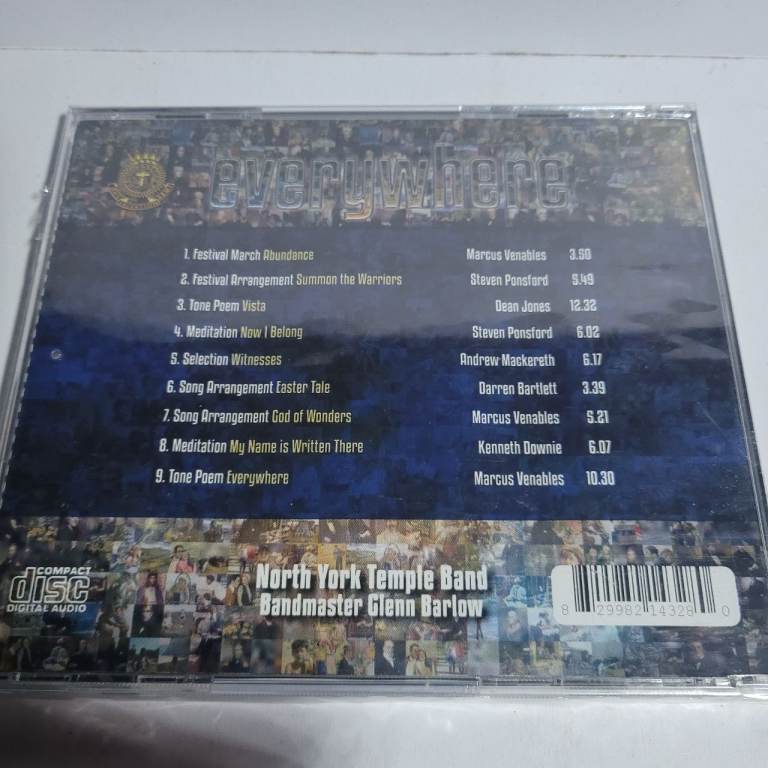 everywhere
1. Festival March Abundance Marcus Venables 3.50
2. Festival Arrangement Summon the Warriors Steven Ponsford 5.49
3. Tone Poem Vista Dean Jones 12.32
4. Meditation Now I Belong Steven Ponsford 6.02
5. Selection Witnesses Andrew Mackereth 6.17
6. Song Arrangement Easter Tale Darren Bartlett 3.39
7. Song Arrangement God of Wonders Marcus Venables 5.21
8. Meditation My Name is Written There Kenneth Downie 6.07
9. Tone Poem Everywhere Marcus Venables 10.30
COMPACT
disc
DIGITAL AUDIO
North York Temple Band
Bandmaster Glenn Barlow
8 29982 14328 0